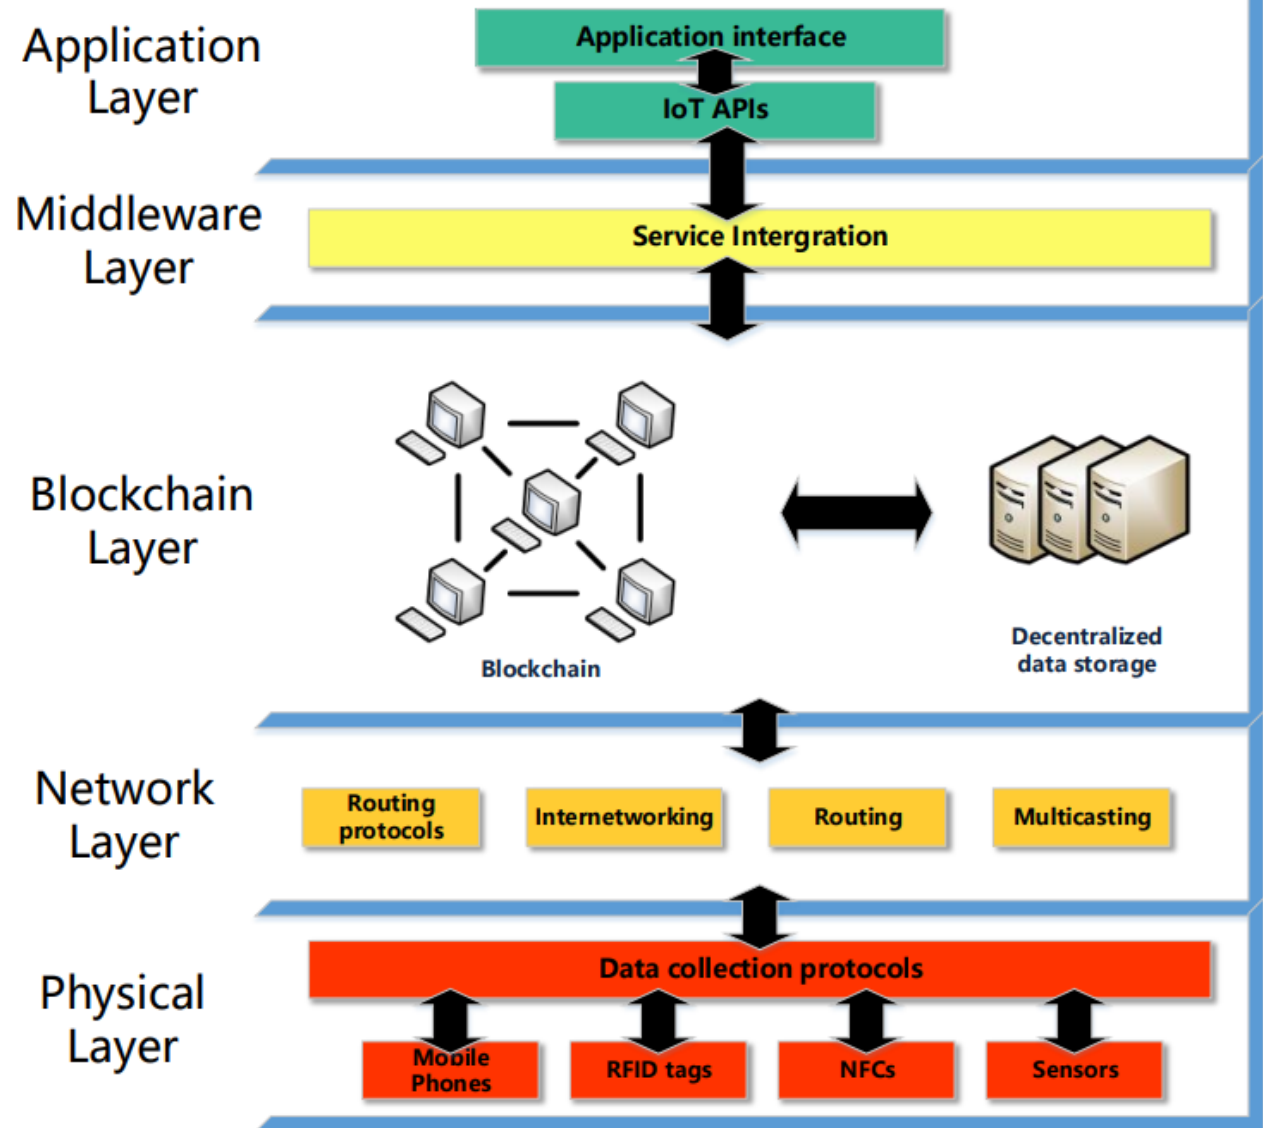 Application
Layer
Application interface
IoT APIs
Middleware
Layer
Service Intergration
Blockchain
Layer
Blockchain
Decentralized
data storage
Network
Layer
Routing
protocols
Internetworking
Routing
Multicasting
Physical
Layer
Data collection protocols
Mobile
Phones
RFID tags
NFCs
Sensors